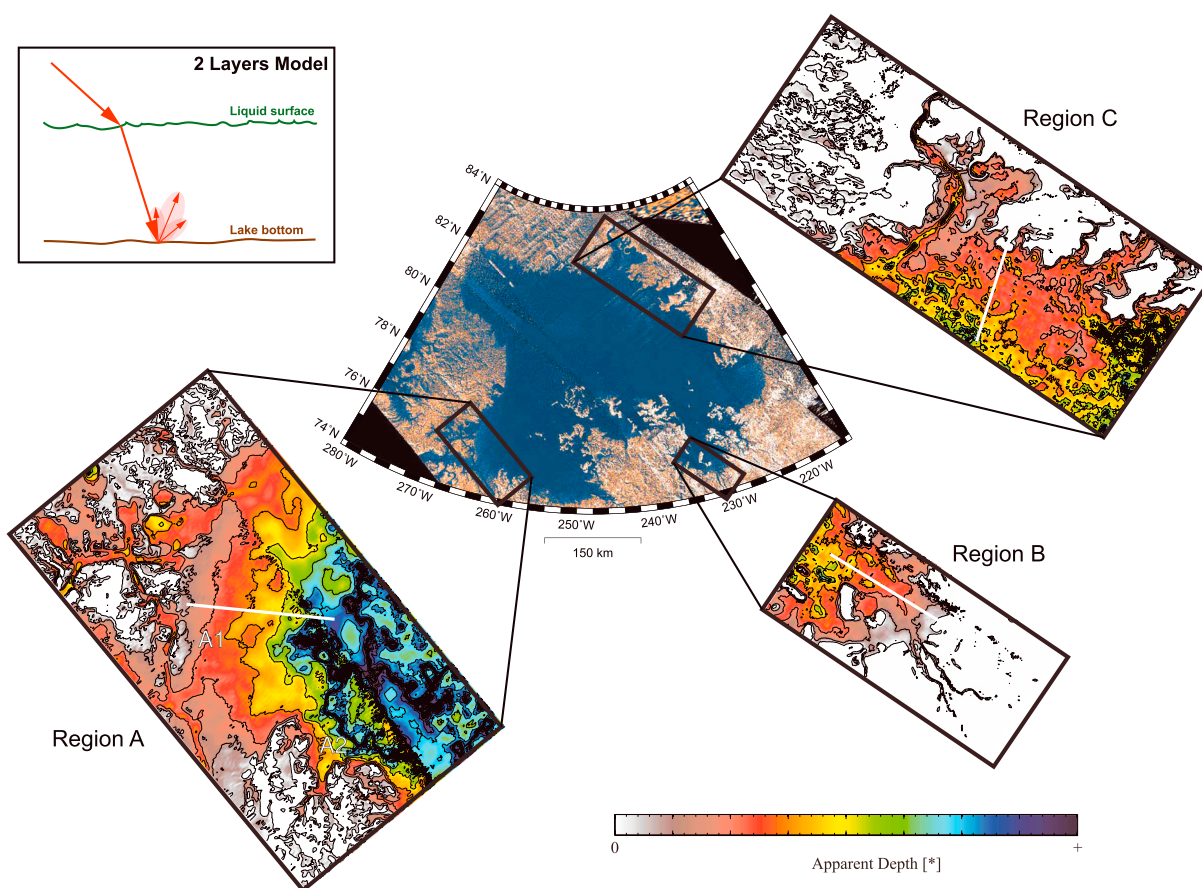 2 Layers Model
Liquid surface
Lake bottom
Region C
84˚N
82˚N
80˚N
78˚N
76˚N
74˚N
280˚W
270˚W
260˚W
250˚W
240˚W
230˚W
220˚W
150 km
Region B
A1
A2
Region A
0
+
Apparent Depth [*]